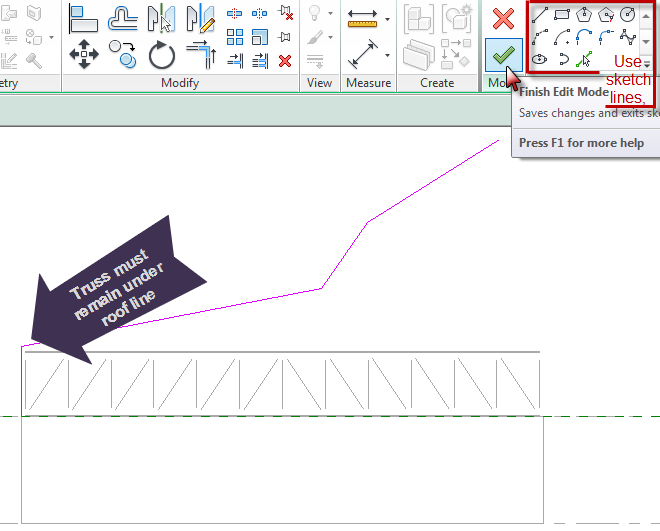 etry
Modify
View
Measure
Create
Mo
Use
sketch
lines,
Finish Edit Mode
Saves changes and exits sk
Press F1 for more help
Truss must
remain under
roof line